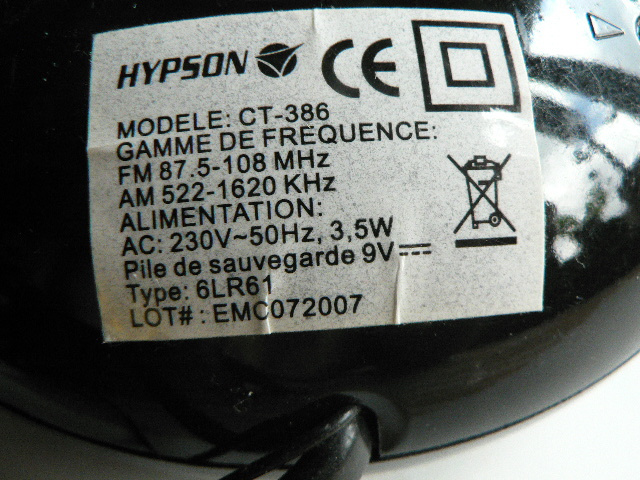 HYPSON CE
MODELE: CT-386
GAMME DE FREQUENCE:
FM 87.5-108 MHz
AM 522-1620 KHz
ALIMENTATION:
AC: 230V~50Hz, 3,5W
Pile de sauvegarde 9V⎓
Type: 6LR61
LOT# : EMC072007